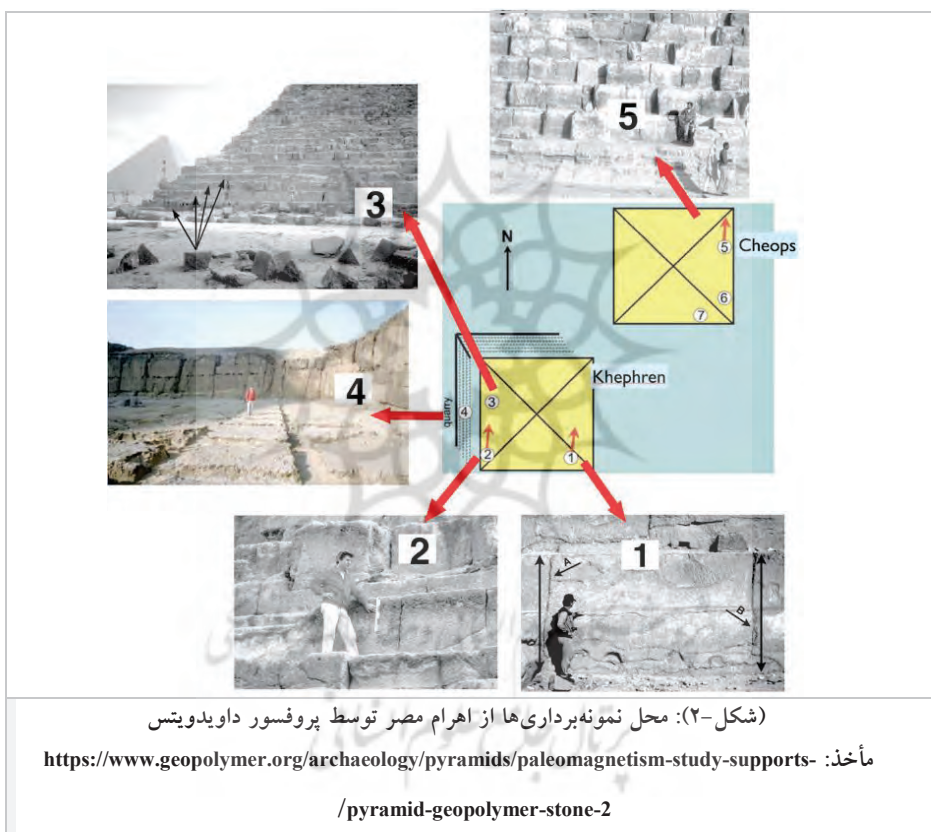 5
3
N
Cheops
5
6
7
4
Khephren
quarry
4
3
2
1
2
1
A
B
(شکل-۲): محل نمونه‌برداری‌ها از اهرام مصر توسط پروفسور داویدویتس
مأخذ: https://www.geopolymer.org/archaeology/pyramids/paleomagnetism-study-supports-
/pyramid-geopolymer-stone-2